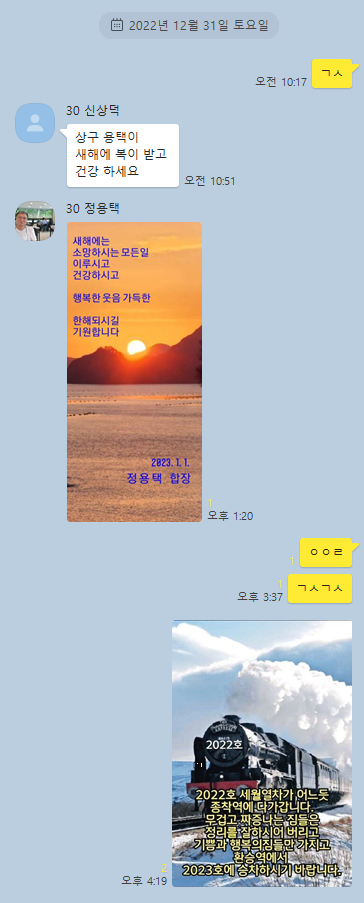 2022년 12월 31일 토요일
ㄱㅅ
오전 10:17
30 신상덕
상구 용택이
새해에 복이 받고
건강 하세요
오전 10:51
30 정용택
새해에는
소망하시는 모든일
이루시고
건강하시고
행복한 웃음 가득한
한해되시길
기원합니다
2023.1.1.
정용택 합장
1
오후 1:20
1
ㅇㅇㄹ
1
오후 3:37
ㄱㅅㄱㅅ
2022호
2022호 세월열차가 어느듯
종착역에 다가갑니다.
무겁고 짜증나는 짐들은
정리를 잘하시어 버리고
기쁨과 행복의짐들만 가지고
환승역에서
2023호에 승차하시기 바랍니다.
2
오후 4:19